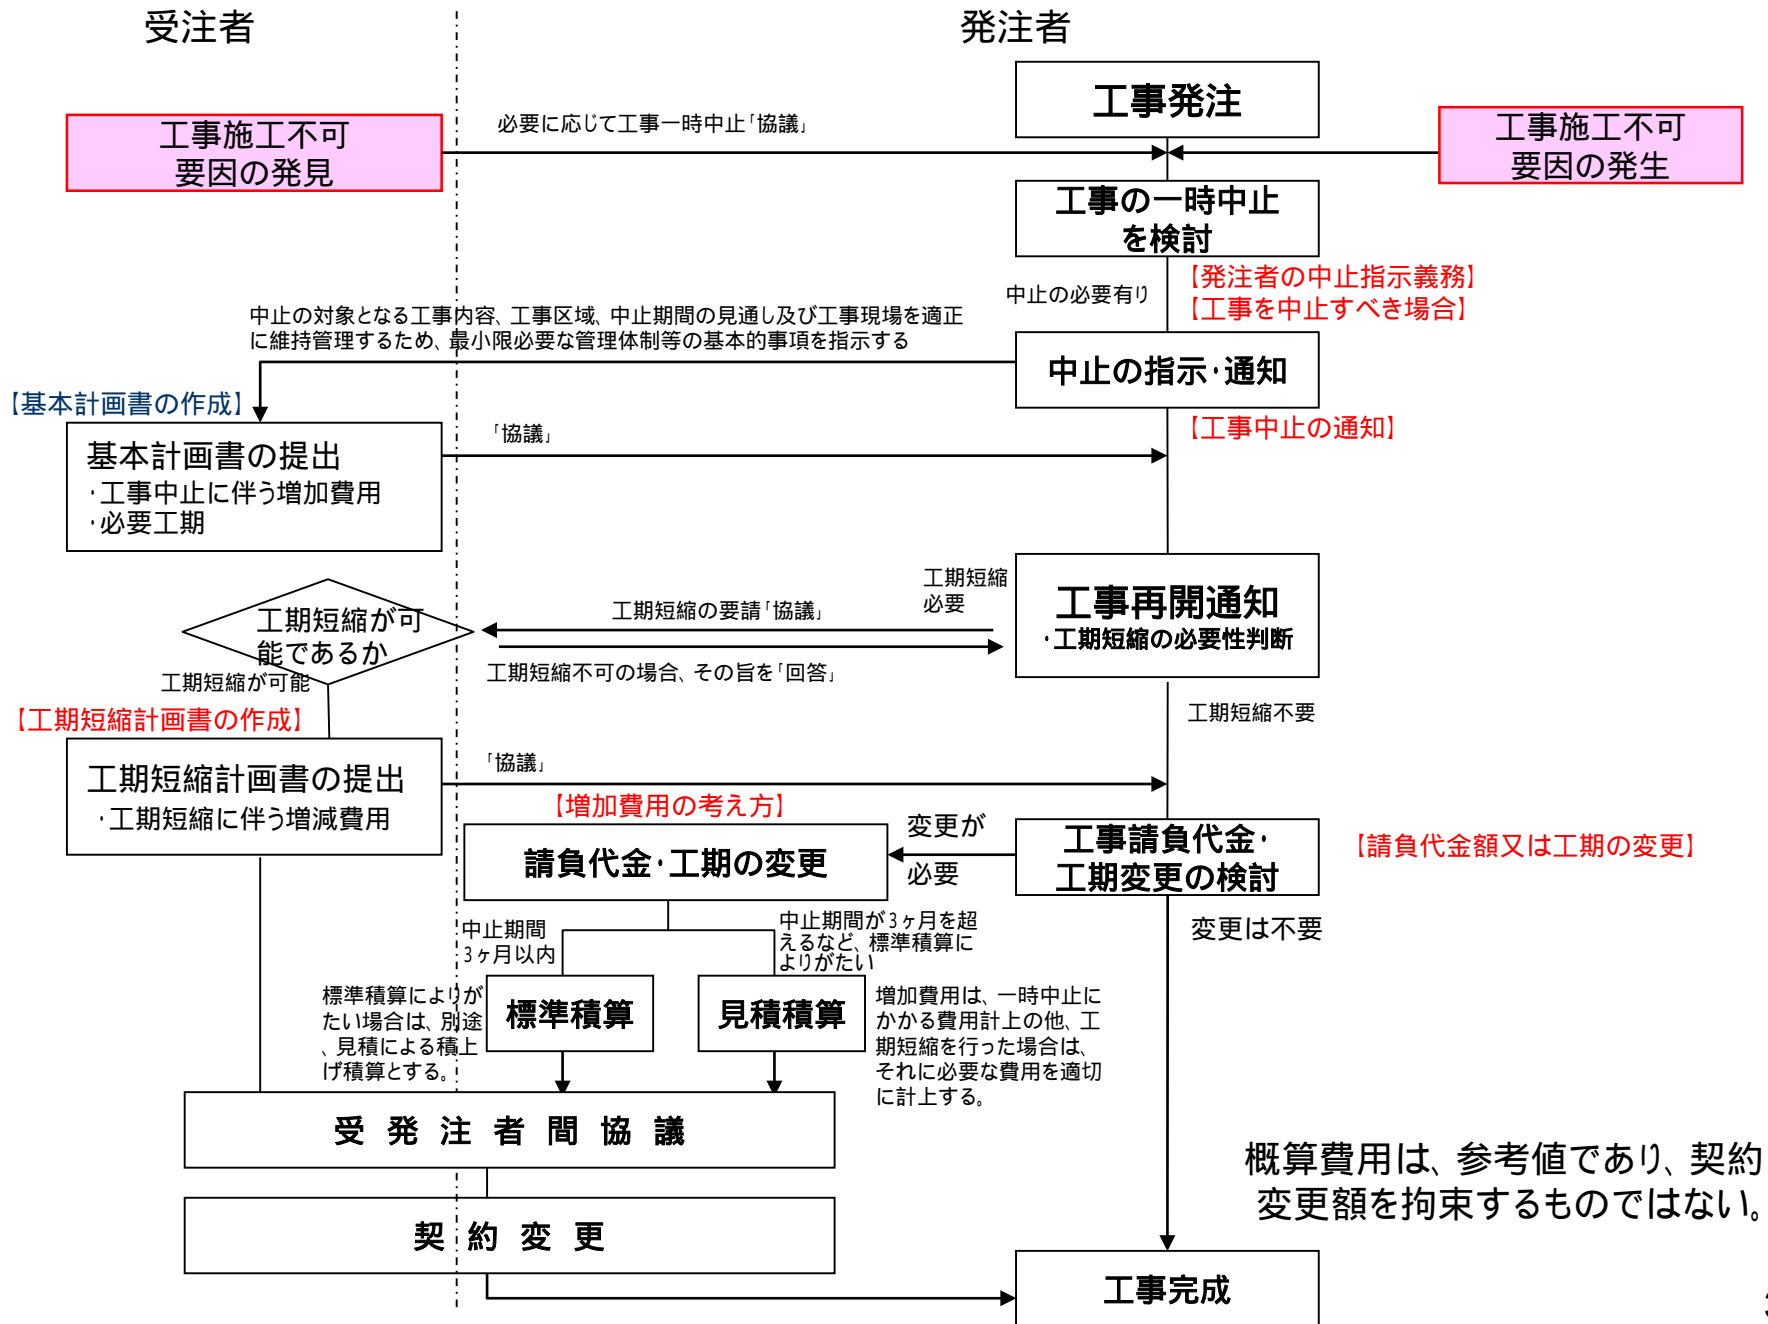 受注者
発注者
工事発注
工事施工不可
要因の発見
必要に応じて工事一時中止「協議」
工事施工不可
要因の発生
工事の一時中止
を検討
中止の必要有り
【発注者の中止指示義務】
【工事を中止すべき場合】
中止の対象となる工事内容、工事区域、中止期間の見通し及び工事現場を適正
に維持管理するため、最小限必要な管理体制等の基本的事項を指示する
中止の指示・通知
【工事中止の通知】
【基本計画書の作成】
基本計画書の提出
・工事中止に伴う増加費用
・必要工期
「協議」
工事再開通知
・工期短縮の必要性判断
工期短縮
必要
工期短縮の要請「協議」
工期短縮が可
能であるか
工期短縮不可の場合、その旨を「回答」
工期短縮が可能
工期短縮不要
【工期短縮計画書の作成】
工期短縮計画書の提出
・工期短縮に伴う増減費用
「協議」
【増加費用の考え方】
請負代金・工期の変更
変更が
必要
工事請負代金・
工期変更の検討
【請負代金額又は工期の変更】
変更は不要
中止期間
3ヶ月以内
中止期間が3ヶ月を超
えるなど、標準積算に
よりがたい
標準積算によりが
たい場合は、別途
、見積による積上
げ積算とする。
標準積算
見積積算
増加費用は、一時中止に
かかる費用計上の他、工
期短縮を行った場合は、
それに必要な費用を適切
に計上する。
受発注者間協議
契約変更
概算費用は、参考値であり、契約
変更額を拘束するものではない。
工事完成